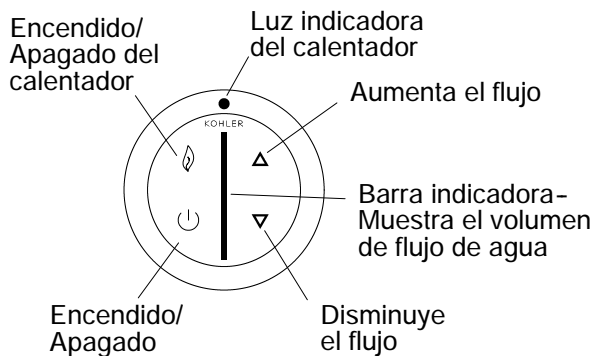 Encendido/
Apagado del
calentador
Luz indicadora
del calentador
Aumenta el flujo
KOHLER
Barra indicadora-
Muestra el volumen
de flujo de agua
Encendido/
Apagado
Disminuye
el flujo